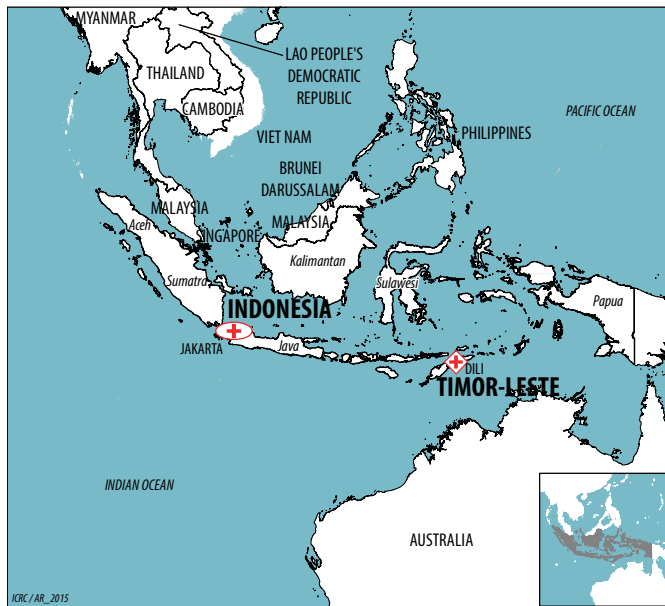 MYANMAR
LAO PEOPLE'S
DEMOCRATIC
REPUBLIC
THAILAND
CAMBODIA
PACIFIC OCEAN
VIET NAM
PHILIPPINES
BRUNEI
DARUSSALAM
MALAYSIA
MALAYSIA
Aceh
SINGAPORE
Kalimantan
Sumatra
Sulawesi
INDONESIA
Papua
JAKARTA
Java
DILI
TIMOR-LESTE
INDIAN OCEAN
AUSTRALIA
ICRC / AR_2015